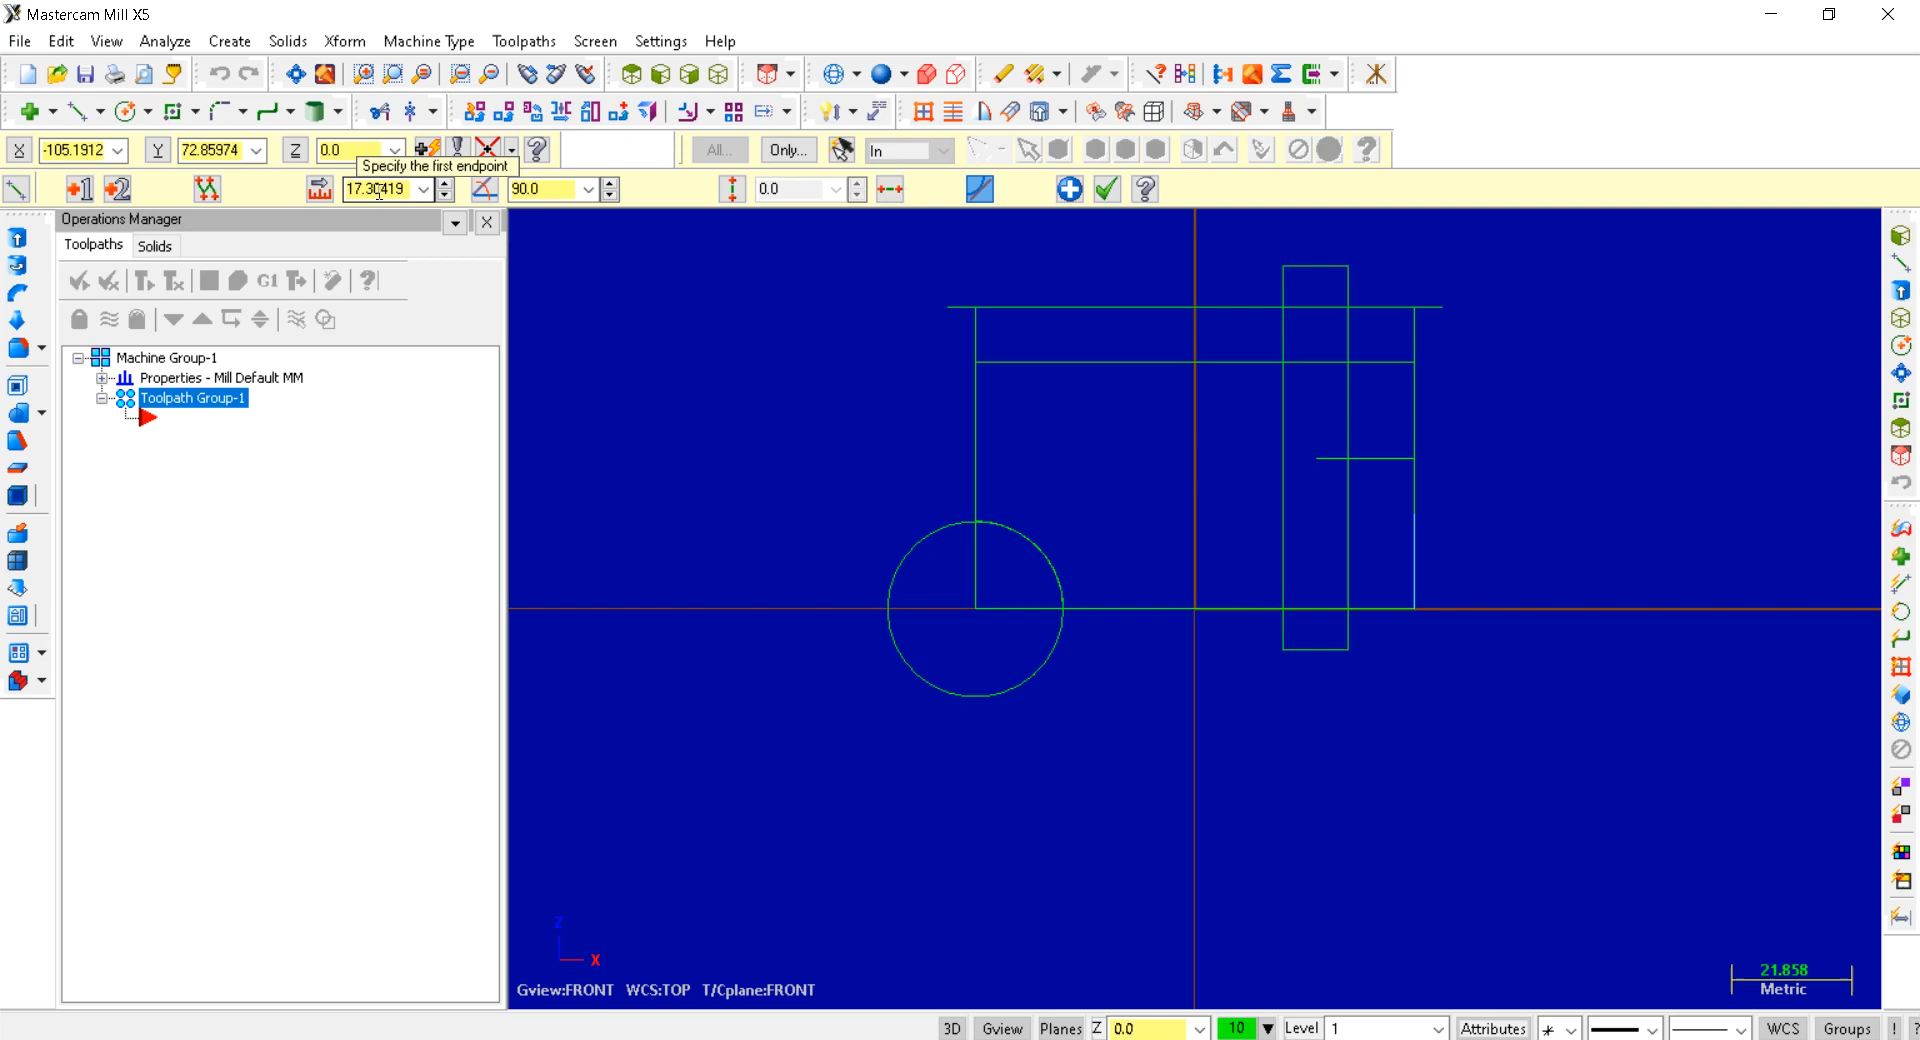 Mastercam Mill X5
File Edit View Analyze Create Solids Xform Machine Type Toolpaths Screen Settings Help
X -105.1912 Y 72.85974 Z 0.0 All... Only... In
Specify the first endpoint
17.30419 90.0 0.0
Operations Manager
Toolpaths Solids
G1
Machine Group-1
Properties - Mill Default MM
Toolpath Group-1
Z
X
Gview:FRONT WCS:TOP T/Cplane:FRONT
21.858
Metric
3D Gview Planes Z 0.0 10 Level 1 Attributes WCS Groups ! ?